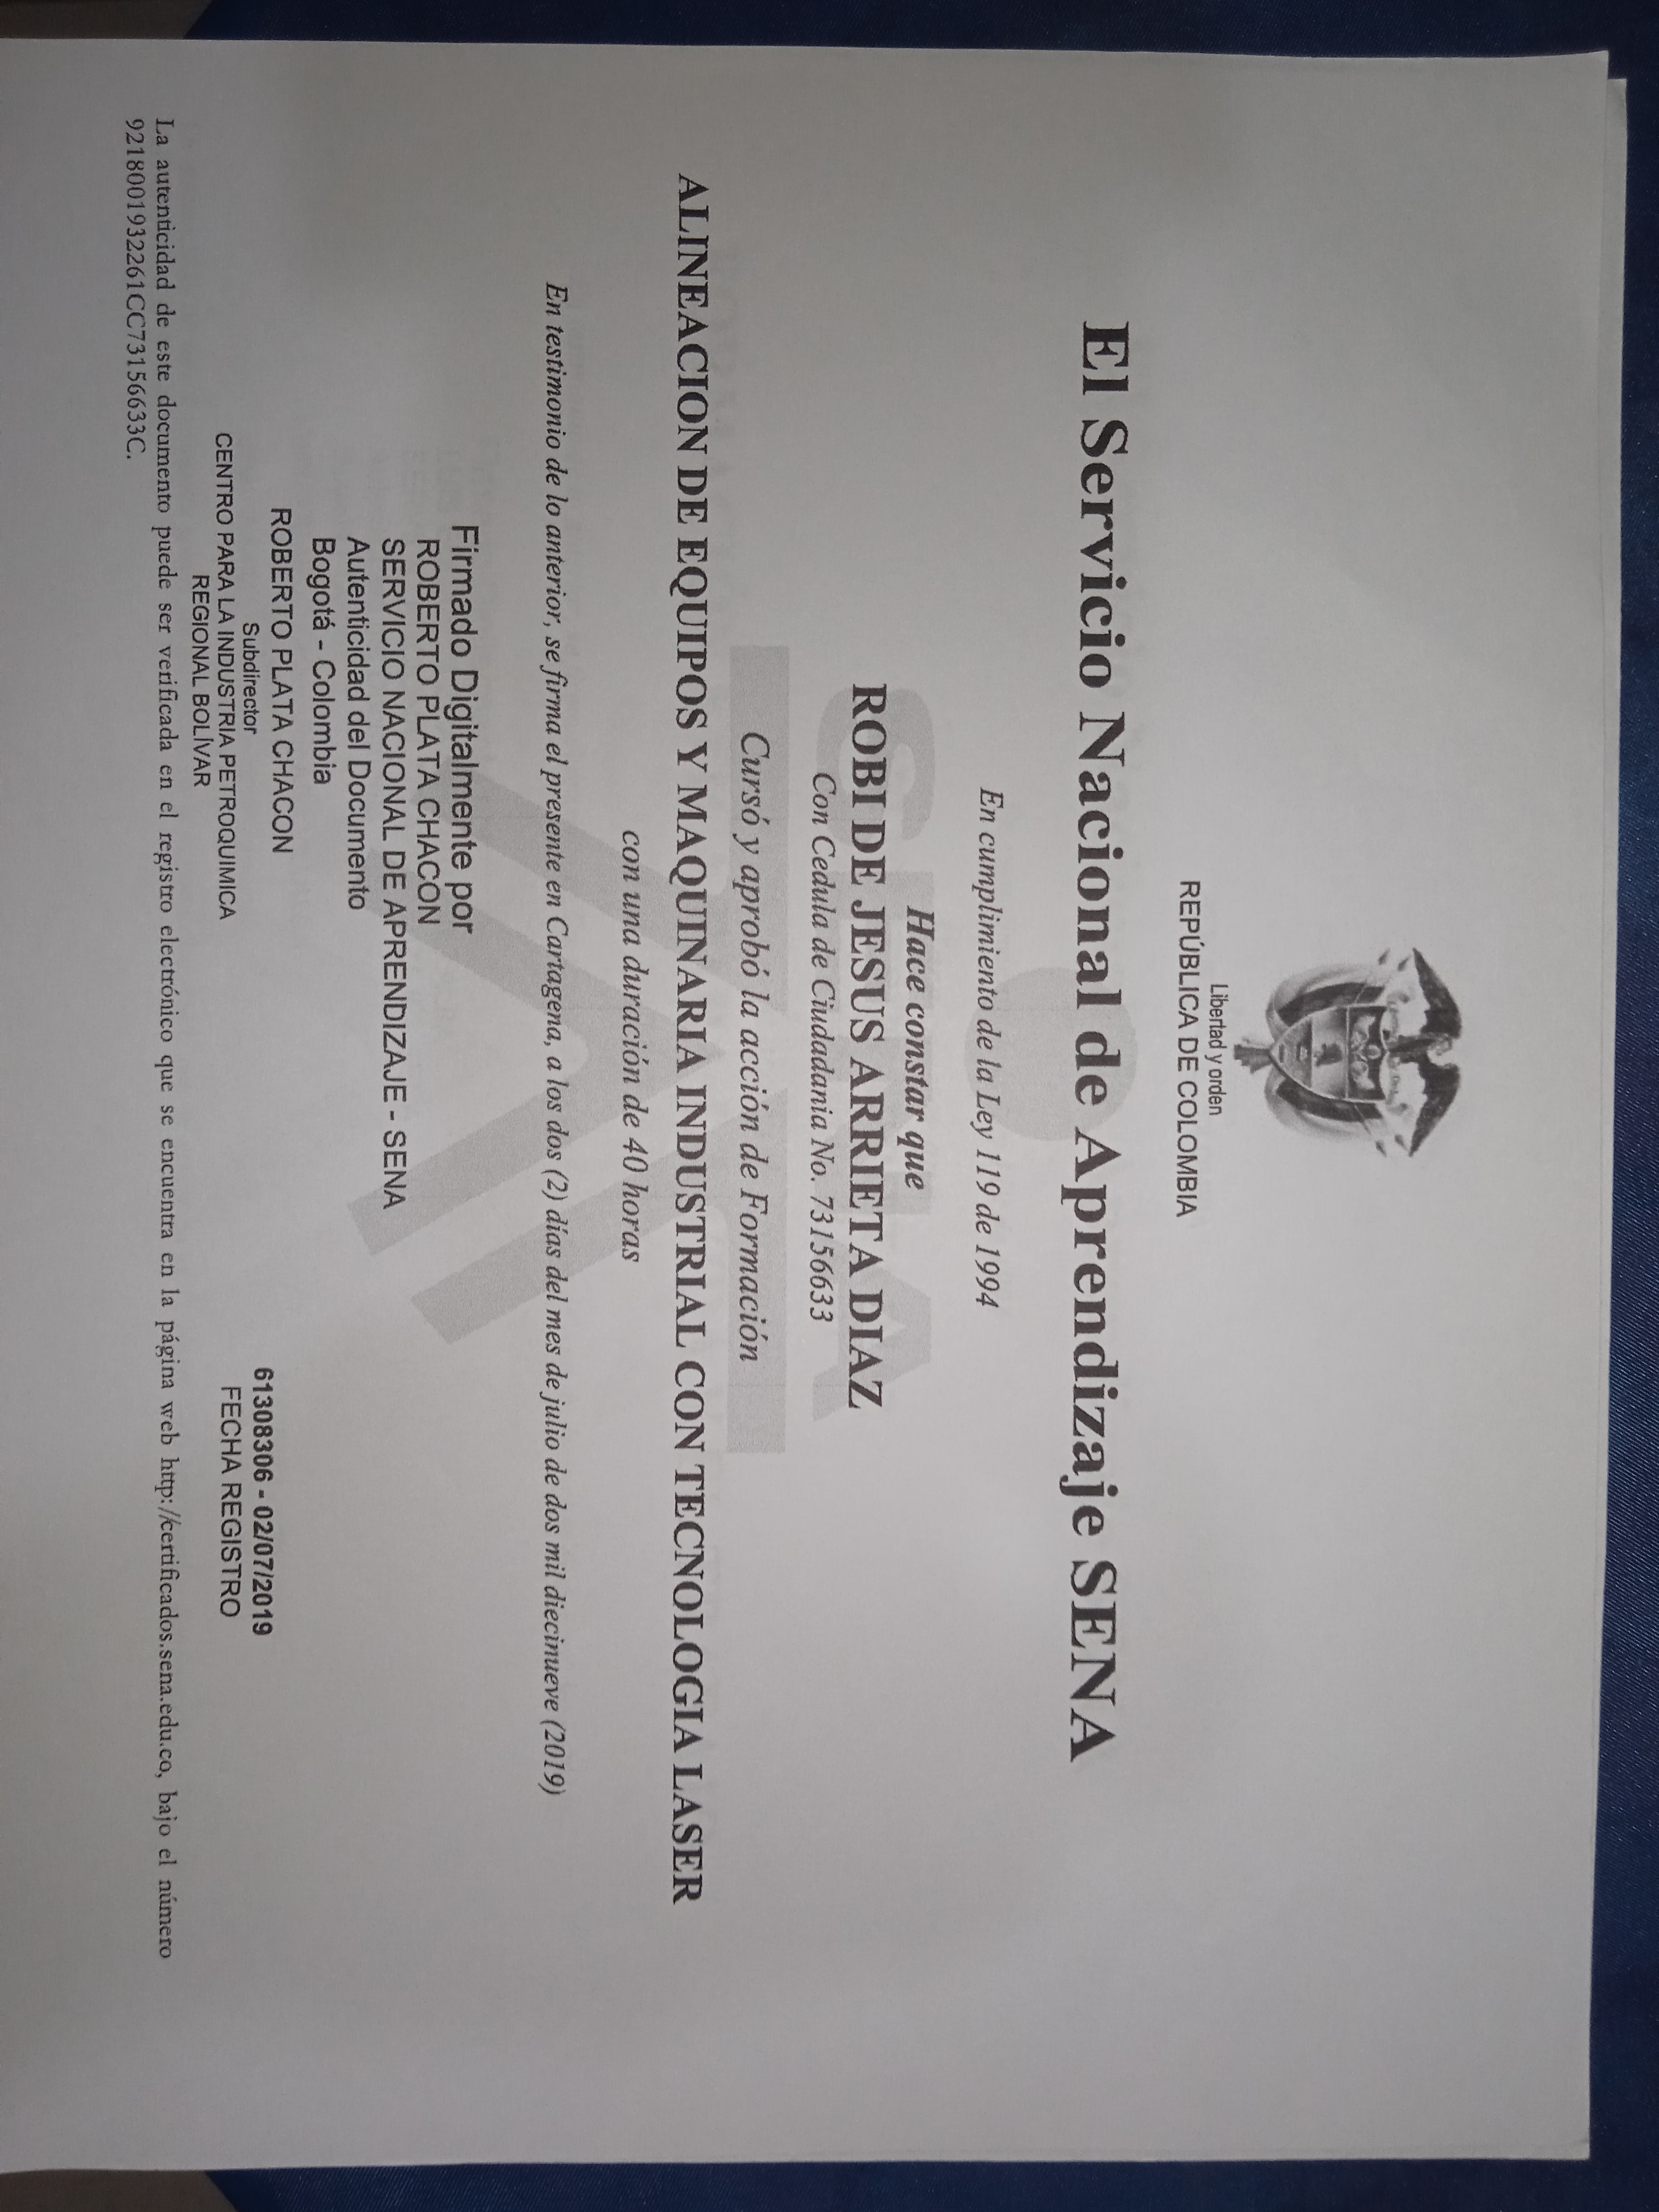 Libertad y orden
REPÚBLICA DE COLOMBIA
El Servicio Nacional de Aprendizaje SENA
En cumplimiento de la Ley 119 de 1994
Hace constar que
ROBI DE JESUS ARRIETA DIAZ
Con Cedula de Ciudadania No. 73156633
Cursó y aprobó la acción de Formación
ALINEACION DE EQUIPOS Y MAQUINARIA INDUSTRIAL CON TECNOLOGIA LASER
con una duración de 40 horas
En testimonio de lo anterior, se firma el presente en Cartagena, a los dos (2) días del mes de julio de dos mil diecinueve (2019)
Firmado Digitalmente por
ROBERTO PLATA CHACON
SERVICIO NACIONAL DE APRENDIZAJE - SENA
Autenticidad del Documento
Bogotá - Colombia
ROBERTO PLATA CHACON
Subdirector
CENTRO PARA LA INDUSTRIA PETROQUIMICA
REGIONAL BOLÍVAR
61308306 - 02/07/2019
FECHA REGISTRO
La autenticidad de este documento puede ser verificada en el registro electrónico que se encuentra en la página web http://certificados.sena.edu.co, bajo el número
9218001932261CC73156633C.